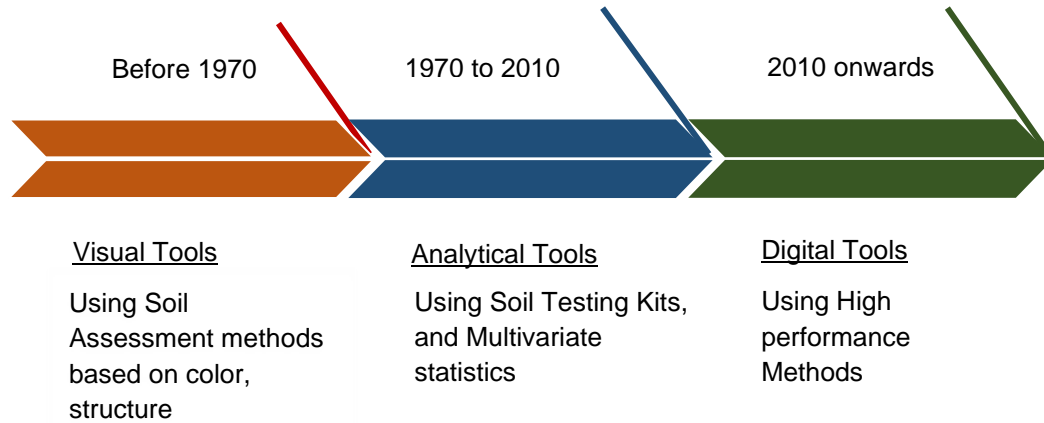 Before 1970
1970 to 2010
2010 onwards
Visual Tools
Using Soil
Assessment methods
based on color,
structure
Analytical Tools
Using Soil Testing Kits,
and Multivariate
statistics
Digital Tools
Using High
performance
Methods